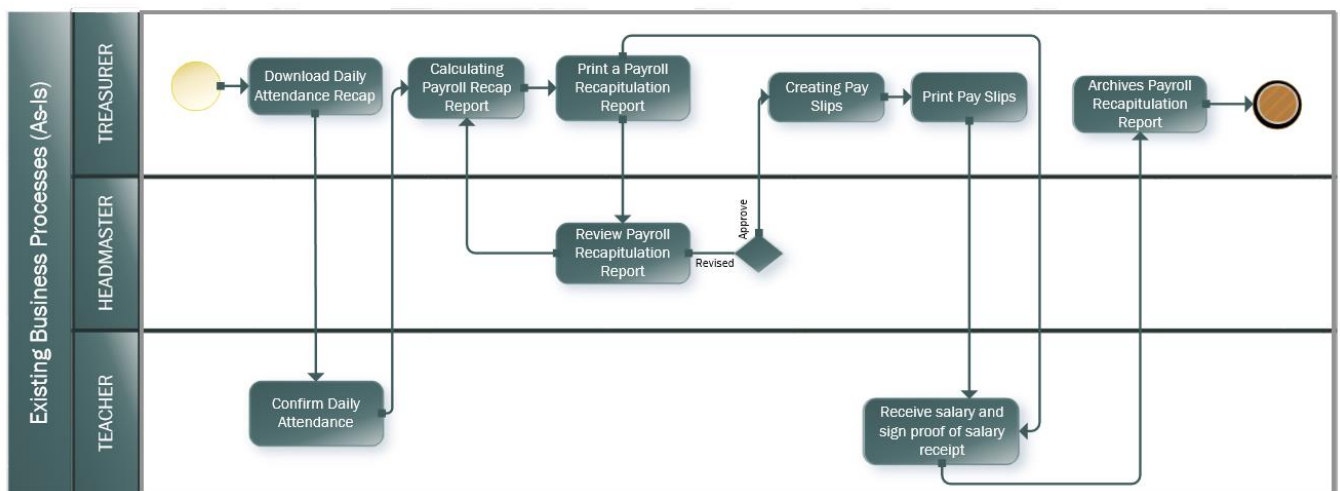 Existing Business Processes (As-Is)
TREASURER
Download Daily
Attendance Recap
Calculating
Payroll Recap
Report
Print a Payroll
Recapitulation
Report
Creating Pay
Slips
Print Pay Slips
Archives Payroll
Recapitulation
Report
HEADMASTER
Review Payroll
Recapitulation
Report
Revised
Approve
TEACHER
Confirm Daily
Attendance
Receive salary and
sign proof of salary
receipt